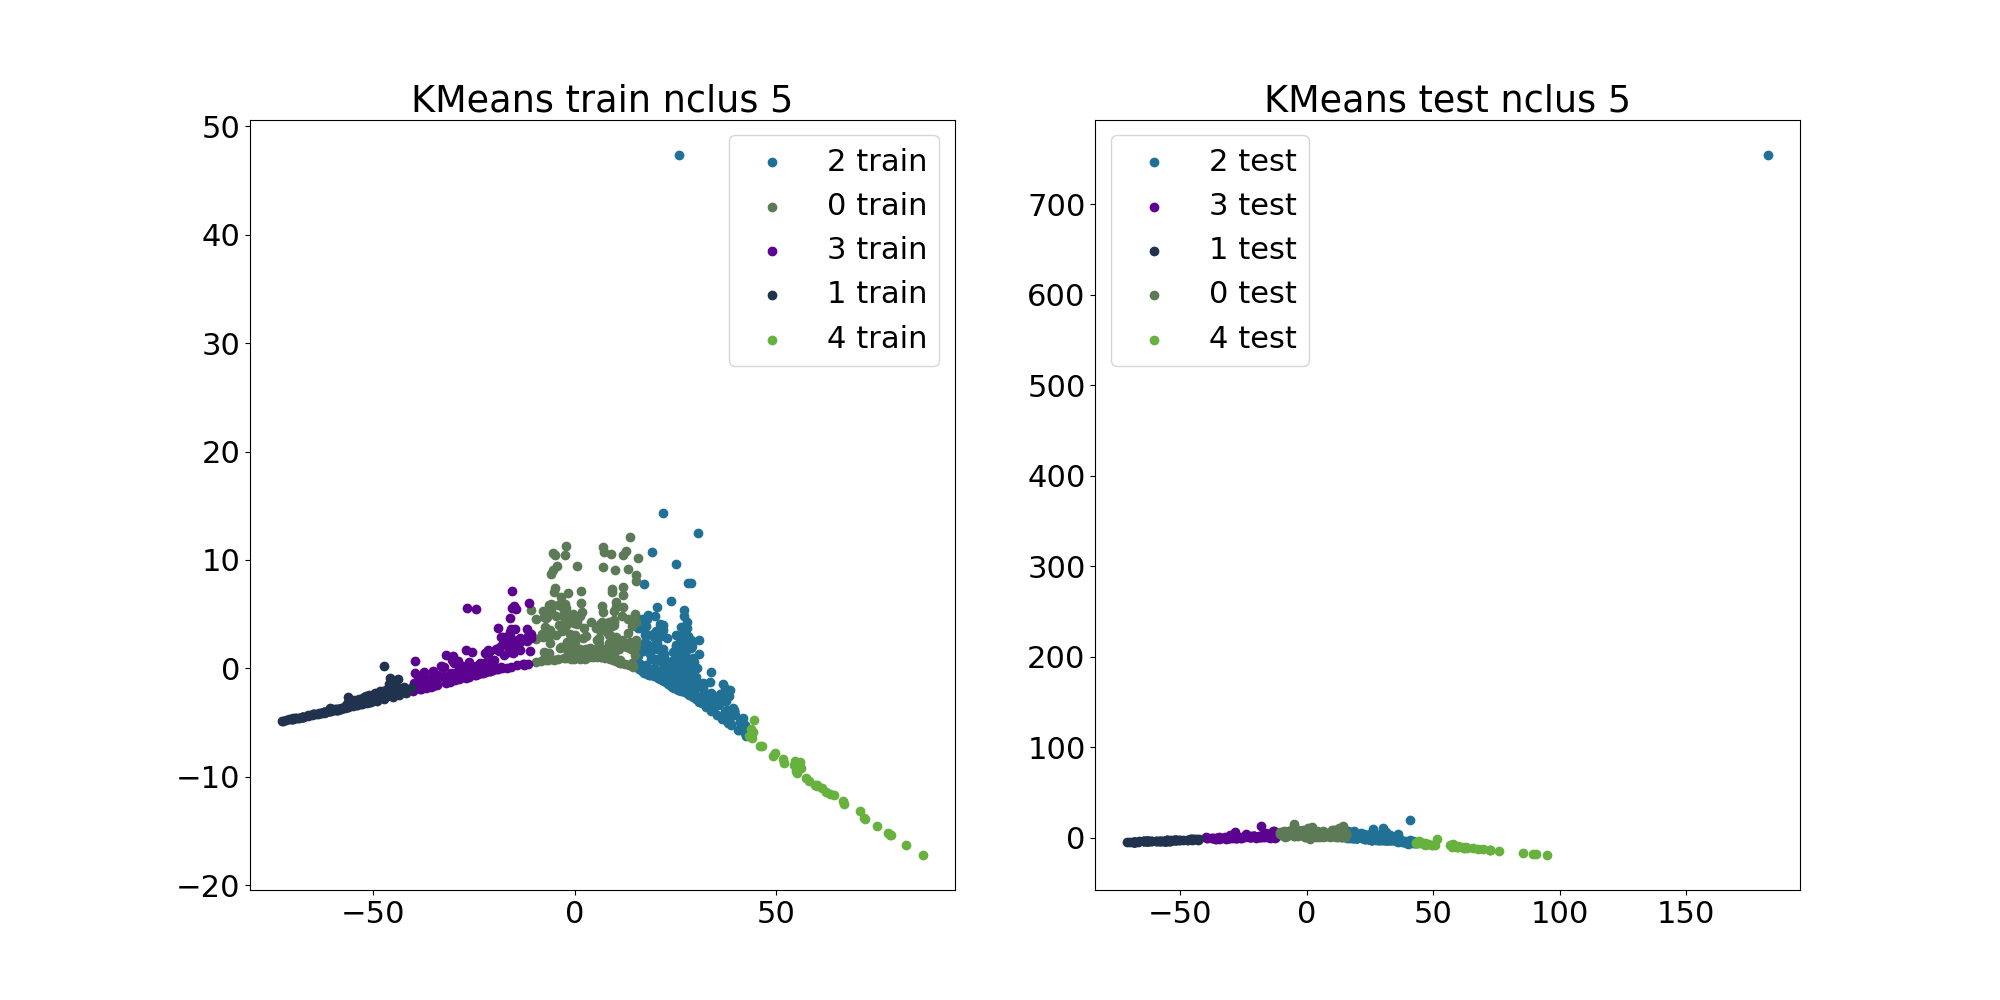 KMeans train nclus 5
50
40
30
20
10
0
−10
−20
−50
0
50
2 train
0 train
3 train
1 train
4 train
KMeans test nclus 5
700
600
500
400
300
200
100
0
−50
0
50
100
150
2 test
3 test
1 test
0 test
4 test